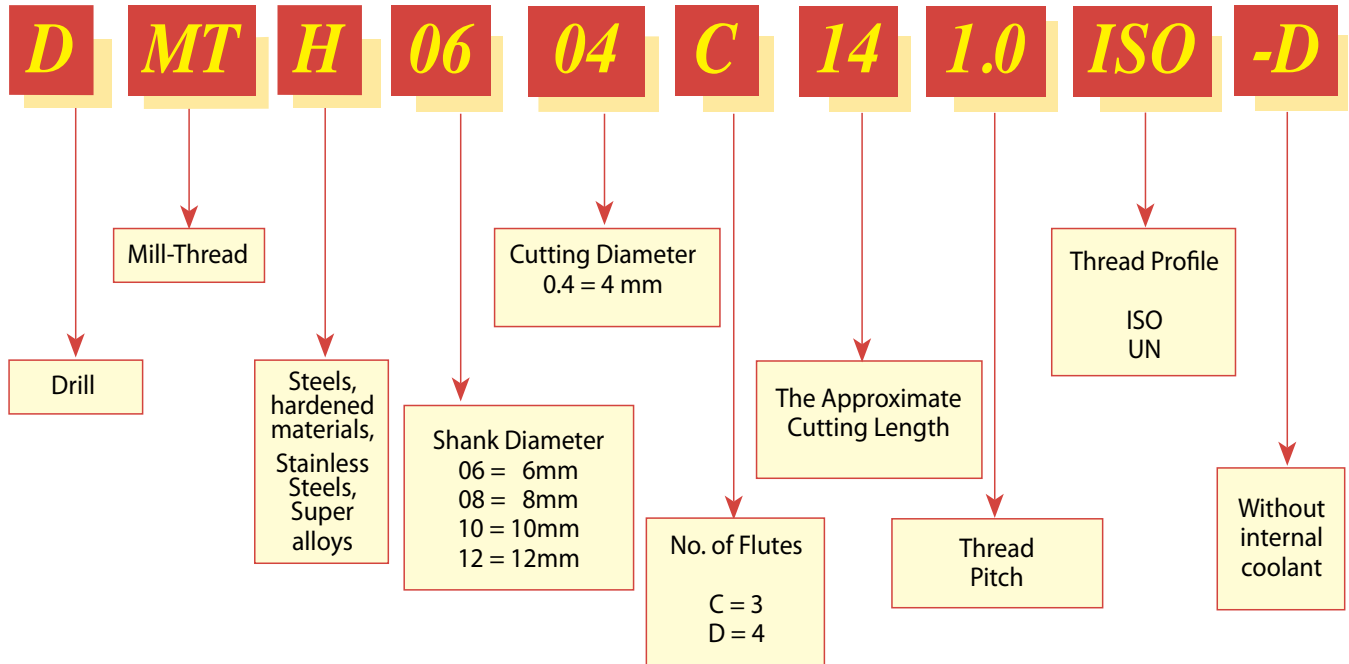 D MT H 06 04 C 14 1.0 ISO -D
Drill
Mill-Thread
Steels,
hardened
materials,
Stainless
Steels,
Super
alloys
Shank Diameter
06 = 6mm
08 = 8mm
10 = 10mm
12 = 12mm
Cutting Diameter
0.4 = 4 mm
No. of Flutes
C = 3
D = 4
The Approximate
Cutting Length
Thread
Pitch
Thread Profile
ISO
UN
Without
internal
coolant